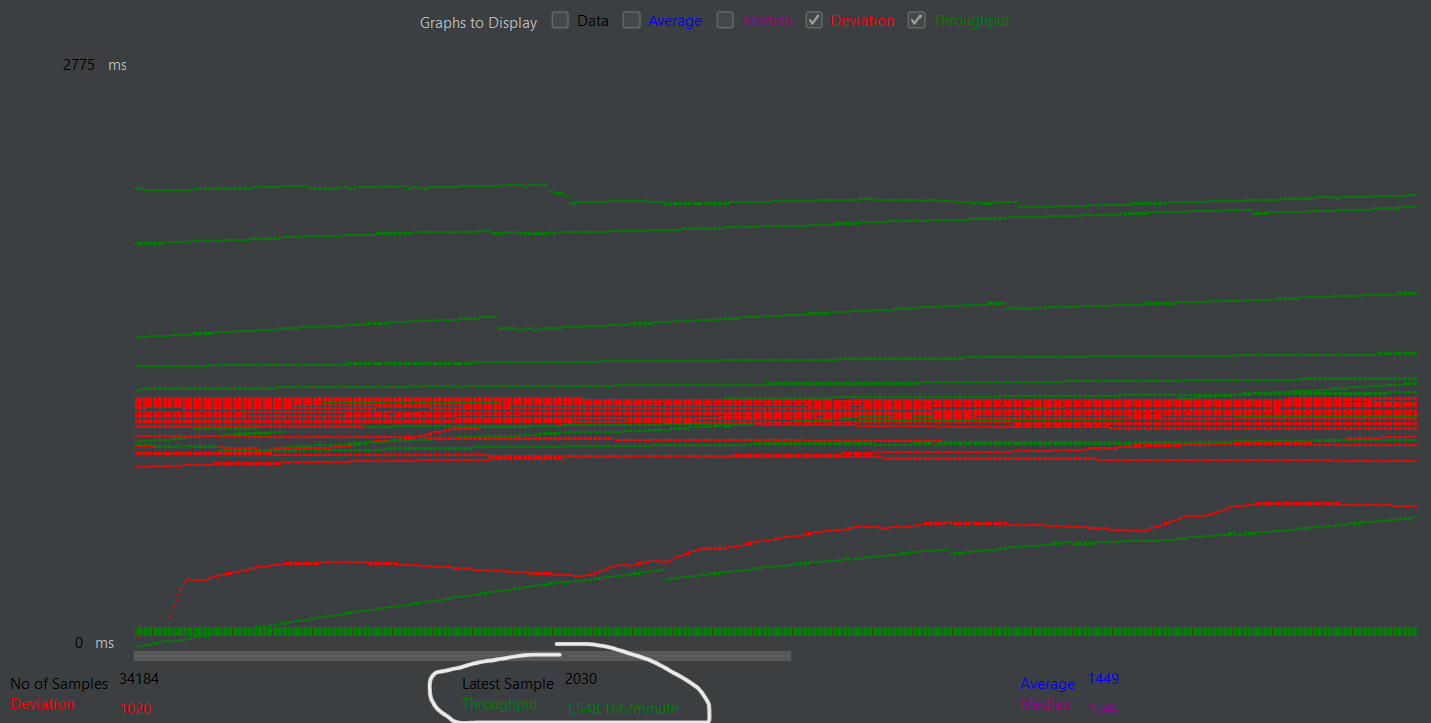 Graphs to Display Data Average Median Deviation Throughput
2775 ms
0 ms
No of Samples 34184 Latest Sample 2030 Average 1449
Deviation 1020 Throughput 1,548.166/minute Median